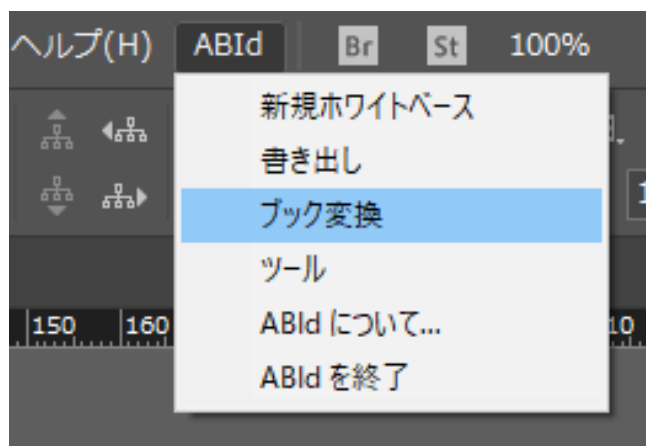 ヘルプ(H) ABId Br St 100%
新規ホワイトベース
書き出し
ブック変換
ツール
ABId について...
ABId を終了
150 160 10
1